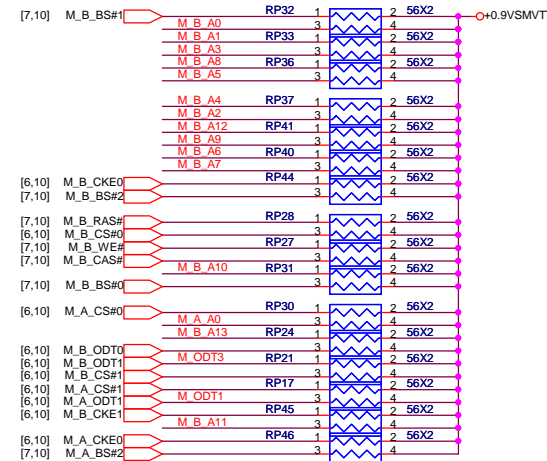 [7,10] M_B_BS#1 RP32 1 2 56X2 +0.9VSMVT
M_B_A0 3 4
M_B_A1 RP33 1 2 56X2
M_B_A3 3 4
M_B_A8 RP36 1 2 56X2
M_B_A5 3 4
M_B_A4 RP37 1 2 56X2
M_B_A2 3 4
M_B_A12 RP41 1 2 56X2
M_B_A9 3 4
M_B_A6 RP40 1 2 56X2
M_B_A7 3 4
[6,10] M_B_CKE0 RP44 1 2 56X2
[7,10] M_B_BS#2 3 4
[7,10] M_B_RAS# RP28 1 2 56X2
[6,10] M_B_CS#0 3 4
[7,10] M_B_WE# RP27 1 2 56X2
[7,10] M_B_CAS# 3 4
M_B_A10 RP31 1 2 56X2
[7,10] M_B_BS#0 3 4
[6,10] M_A_CS#0 RP30 1 2 56X2
M_A_A0 3 4
M_B_A13 RP24 1 2 56X2
[6,10] M_B_ODT0 3 4
[6,10] M_B_ODT1 M_ODT3 RP21 1 2 56X2
[6,10] M_B_CS#1 3 4
[6,10] M_A_CS#1 RP17 1 2 56X2
[6,10] M_A_ODT1 M_ODT1 3 4
[6,10] M_B_CKE1 RP45 1 2 56X2
M_B_A11 3 4
[6,10] M_A_CKE0 RP46 1 2 56X2
[7,10] M_A_BS#2 3 4